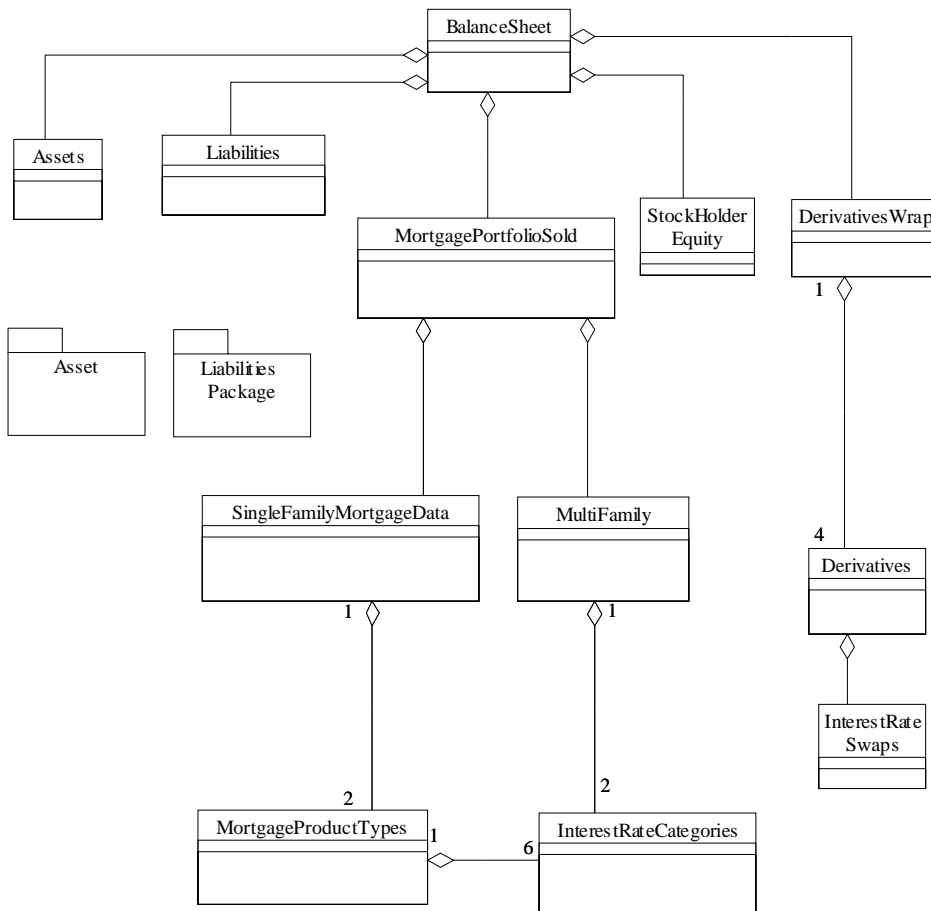 BalanceSheet
Assets
Liabilities
MortgagePortfolioSold
StockHolder
Equity
DerivativesWrap
1
Asset
Liabilities
Package
SingleFamilyMortgageData
MultiFamily
4
Derivatives
1
1
InterestRate
Swaps
2
2
MortgageProductTypes
1
6
InterestRateCategories